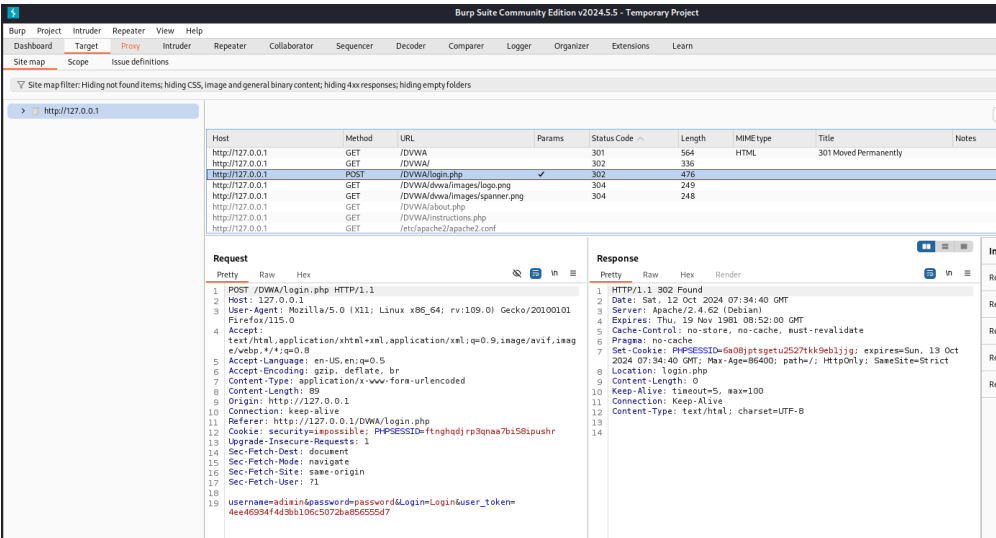 Burp Suite Community Edition v2024.5.5 - Temporary Project
Burp Project Intruder Repeater View Help
Dashboard Target Proxy Intruder Repeater Collaborator Sequencer Decoder Comparer Logger Organizer Extensions Learn
Site map Scope Issue definitions
Site map filter: Hiding not found items; hiding CSS, image and general binary content; hiding 4xx responses; hiding empty folders
http://127.0.0.1
Host Method URL Params Status Code Length MIME type Title Notes
http://127.0.0.1 GET /DVWA 301 564 HTML 301 Moved Permanently
http://127.0.0.1 GET /DVWA/ 302 336
http://127.0.0.1 POST /DVWA/login.php ✓ 302 476
http://127.0.0.1 GET /DVWA/dvwa/images/logo.png 304 249
http://127.0.0.1 GET /DVWA/dvwa/images/spanner.png 304 248
http://127.0.0.1 GET /DVWA/about.php
http://127.0.0.1 GET /DVWA/instructions.php
http://127.0.0.1 GET /etc/apache2/apache2.conf
Request
Pretty Raw Hex \n
1 POST /DVWA/login.php HTTP/1.1
2 Host: 127.0.0.1
3 User-Agent: Mozilla/5.0 (X11; Linux x86_64; rv:109.0) Gecko/20100101
Firefox/115.0
4 Accept:
text/html,application/xhtml+xml,application/xml;q=0.9,image/avif,imag
e/webp,*/*;q=0.8
5 Accept-Language: en-US,en;q=0.5
6 Accept-Encoding: gzip, deflate, br
7 Content-Type: application/x-www-form-urlencoded
8 Content-Length: 89
9 Origin: http://127.0.0.1
10 Connection: keep-alive
11 Referer: http://127.0.0.1/DVWA/login.php
12 Cookie: security=impossible; PHPSESSID=ftnghqdjrp3qnaa7bi58ipushr
13 Upgrade-Insecure-Requests: 1
14 Sec-Fetch-Dest: document
15 Sec-Fetch-Mode: navigate
16 Sec-Fetch-Site: same-origin
17 Sec-Fetch-User: ?1
18
19 username=adimin&password=password&Login=Login&user_token=
4ee46934f4d3bb106c5072ba856555d7
Response
Pretty Raw Hex Render \n
1 HTTP/1.1 302 Found
2 Date: Sat, 12 Oct 2024 07:34:40 GMT
3 Server: Apache/2.4.62 (Debian)
4 Expires: Thu, 19 Nov 1981 08:52:00 GMT
5 Cache-Control: no-store, no-cache, must-revalidate
6 Pragma: no-cache
7 Set-Cookie: PHPSESSID=6a08jptsgetu2527tkk9eb1jjg; expires=Sun, 13 Oct
2024 07:34:40 GMT; Max-Age=86400; path=/; HttpOnly; SameSite=Strict
8 Location: login.php
9 Content-Length: 0
10 Keep-Alive: timeout=5, max=100
11 Connection: Keep-Alive
12 Content-Type: text/html; charset=UTF-8
13
14
In
Re
Re
Re
Re
Re